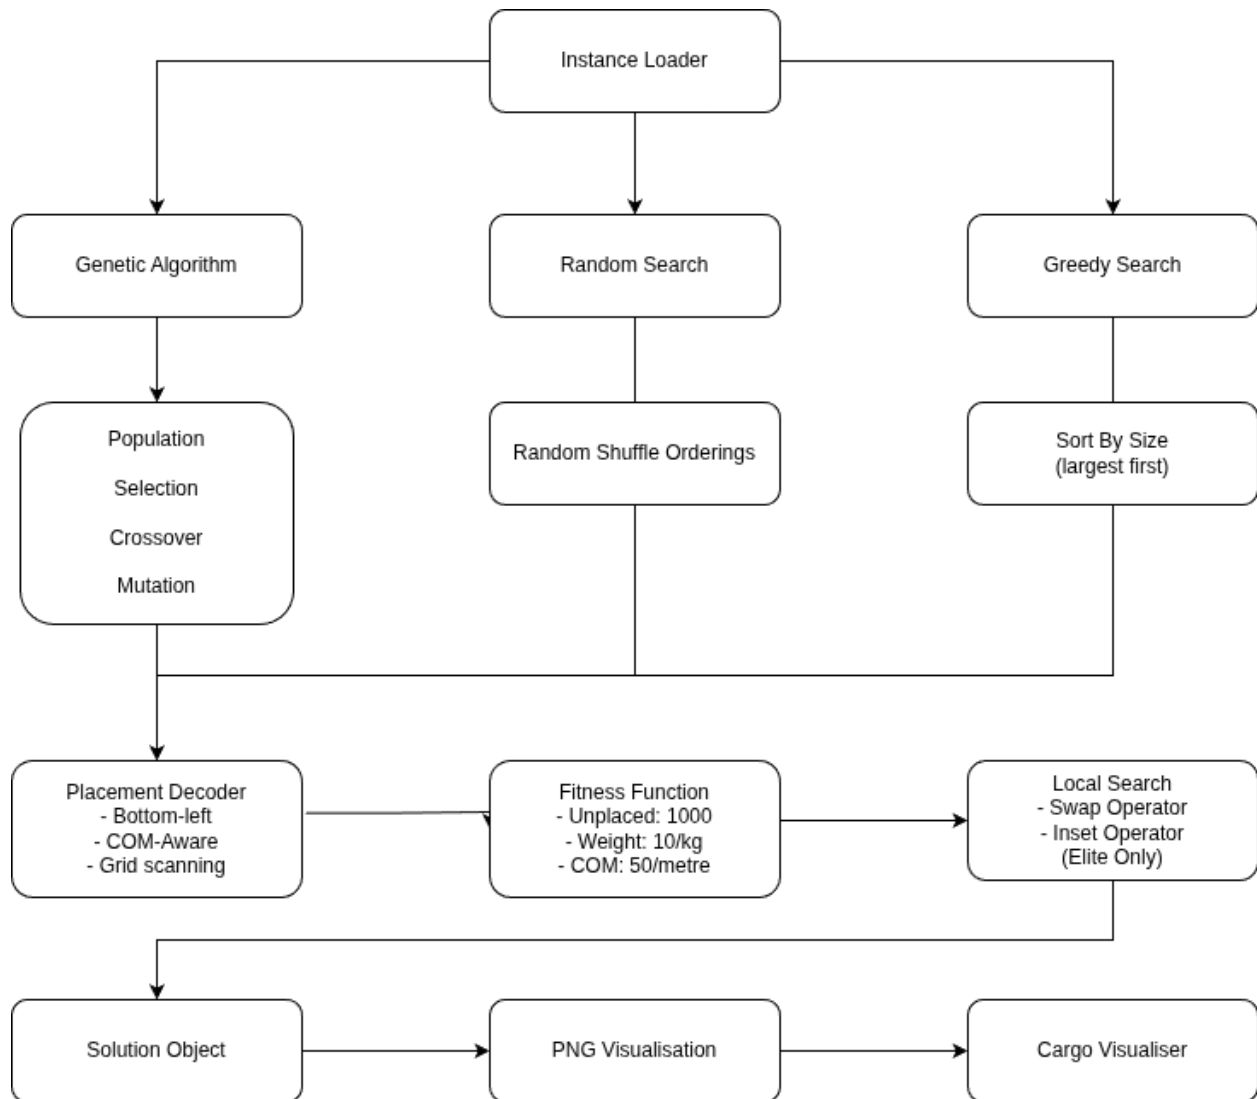 Instance Loader
Genetic Algorithm
Random Search
Greedy Search
Population
Selection
Crossover
Mutation
Random Shuffle Orderings
Sort By Size
(largest first)
Placement Decoder
- Bottom-left
- COM-Aware
- Grid scanning
Fitness Function
- Unplaced: 1000
- Weight: 10/kg
- COM: 50/metre
Local Search
- Swap Operator
- Inset Operator
(Elite Only)
Solution Object
PNG Visualisation
Cargo Visualiser